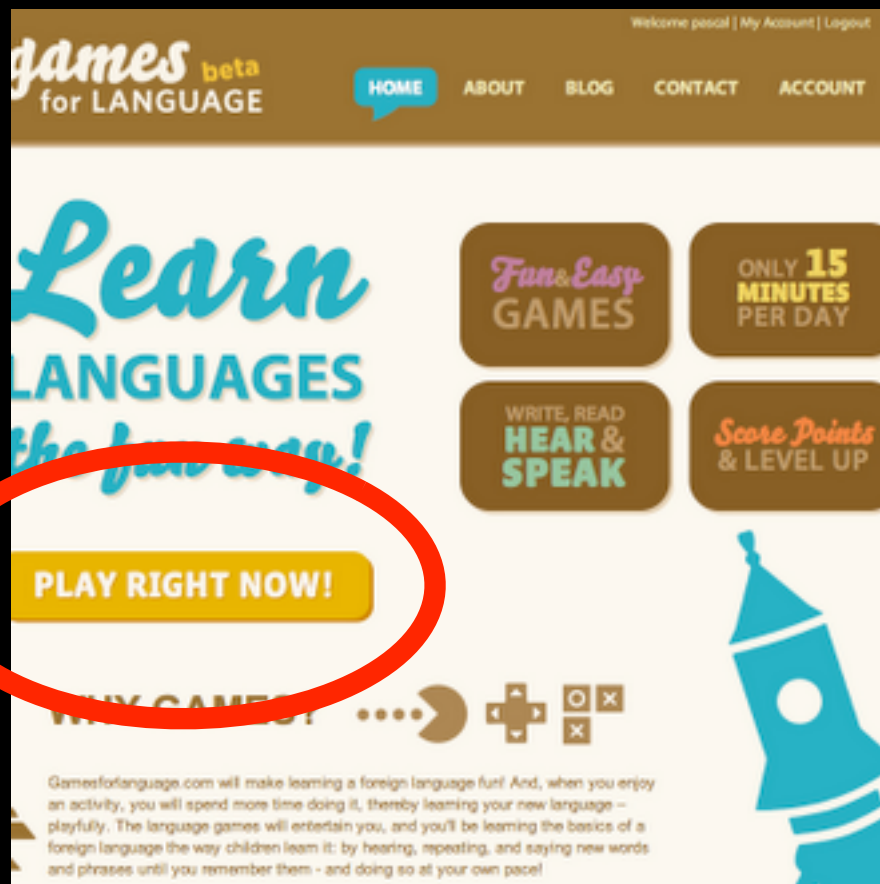 Welcome pascal | My Account | Logout
games beta
for LANGUAGE
HOME ABOUT BLOG CONTACT ACCOUNT
Learn
LANGUAGES
the fun way!
Fun & Easy
GAMES
ONLY 15
MINUTES
PER DAY
WRITE, READ
HEAR &
SPEAK
Score Points
& LEVEL UP
PLAY RIGHT NOW!
WHY GAMES?
Gamesforlanguage.com will make learning a foreign language fun! And, when you enjoy
an activity, you will spend more time doing it, thereby learning your new language –
playfully. The language games will entertain you, and you'll be learning the basics of a
foreign language the way children learn it: by hearing, repeating, and saying new words
and phrases until you remember them - and doing so at your own pace!